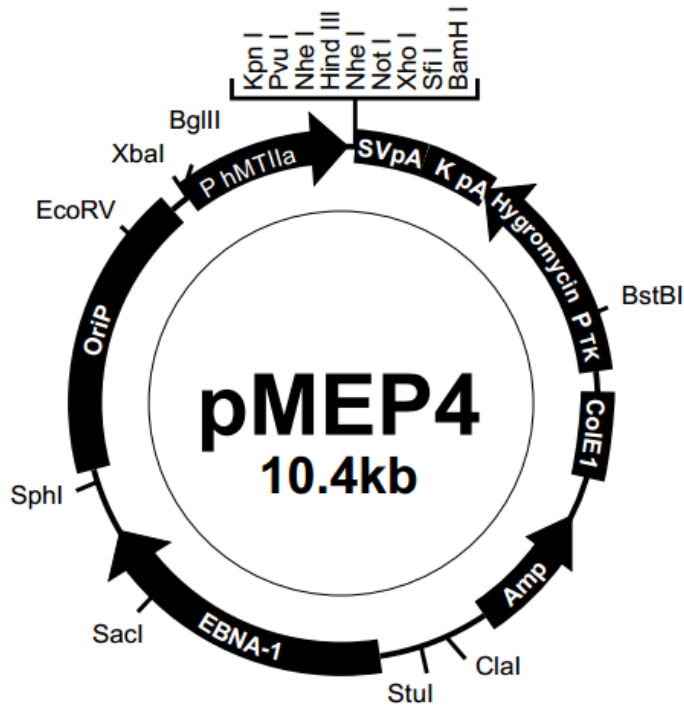 Kpn I
Pvu I
Nhe I
Hind III
Nhe I
Not I
Xho I
Sfi I
BamH I
BglII
XbaI
EcoRV
P hMTIIa
SVpA
K pA
Hygromycin
P TK
BstBI
OriP
ColE1
pMEP4
10.4kb
SphI
Amp
SacI
EBNA-1
ClaI
StuI